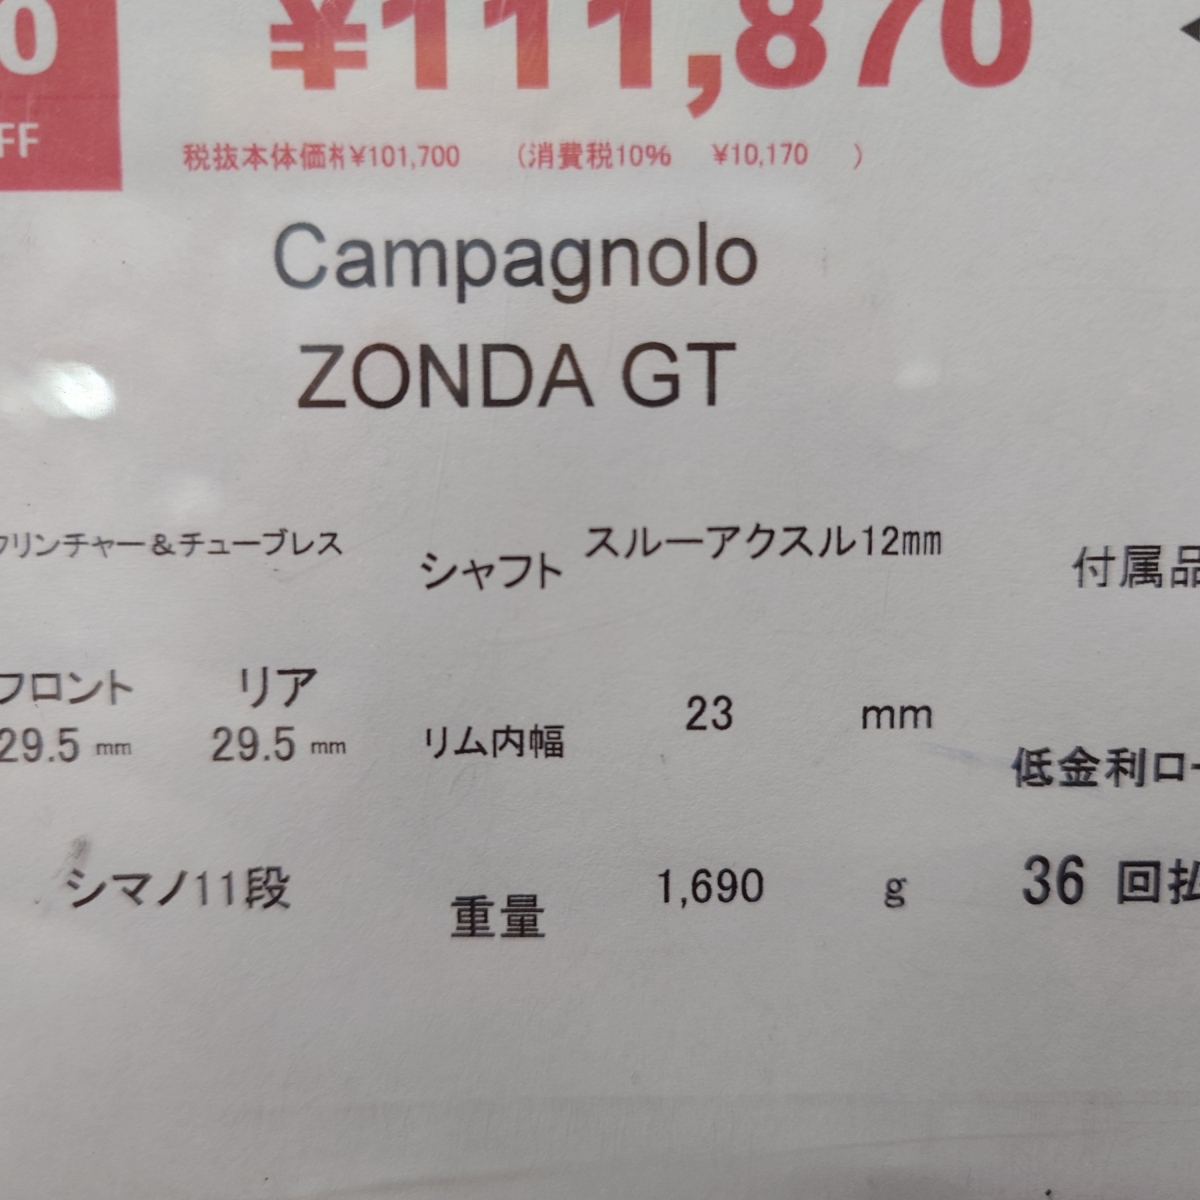 0 ¥111,870
FF
税抜本体価格¥101,700 (消費税10% ¥10,170 )
Campagnolo
ZONDA GT
クリンチャー&チューブレス シャフト スルーアクスル12mm 付属品
フロント リア
29.5 mm 29.5 mm リム内幅 23 mm
低金利ロー
シマノ11段 重量 1,690 g 36 回払